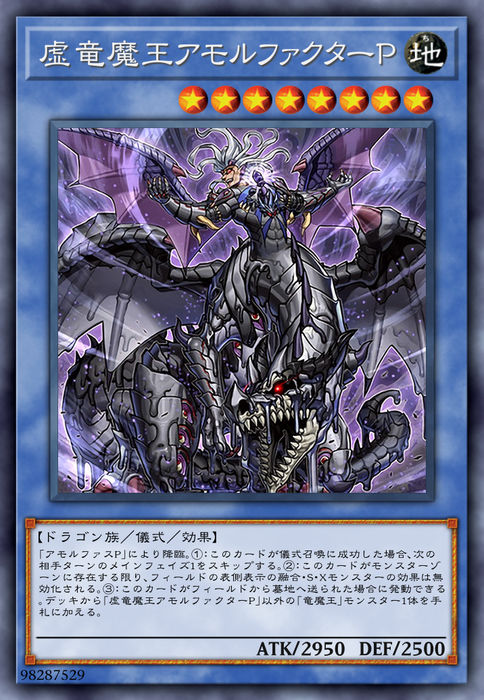 虚竜魔王アモルファクターP
地
ち
【ドラゴン族／儀式／効果】
「アモルファスP」により降臨。①：このカードが儀式召喚に成功した場合、次の
相手ターンのメインフェイズ1をスキップする。②：このカードがモンスターゾ
ーンに存在する限り、フィールドの表側表示の融合・S・Xモンスターの効果は無
効化される。③：このカードがフィールドから墓地へ送られた場合に発動できる
。デッキから「虚竜魔王アモルファクターP」以外の「竜魔王」モンスター1体を手
札に加える。
ATK/2950 DEF/2500
98287529